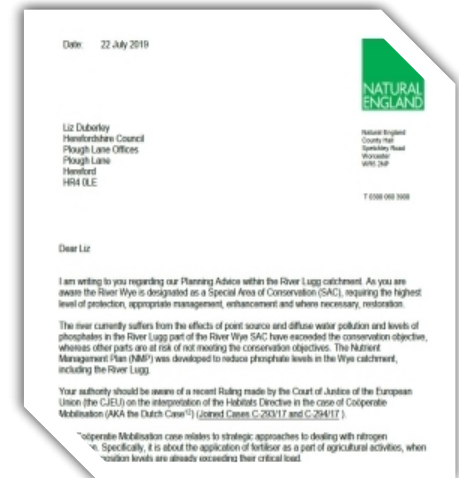 Date: 22 July 2019
NATURAL
ENGLAND
Liz Duberley
Herefordshire Council
Plough Lane Offices
Plough Lane
Hereford
HR4 0LE
Natural England
County Hall
Spetchley Road
Worcester
WR5 2NP
T 0300 060 3900
Dear Liz
I am writing to you regarding our Planning Advice within the River Lugg catchment. As you are
aware the River Wye is designated as a Special Area of Conservation (SAC), requiring the highest
level of protection, appropriate management, enhancement and where necessary, restoration.
The river currently suffers from the effects of point source and diffuse water pollution and levels of
phosphates in the River Lugg part of the River Wye SAC have exceeded the conservation objective,
whereas other parts are at risk of not meeting the conservation objectives. The Nutrient
Management Plan (NMP) was developed to reduce phosphate levels in the Wye catchment,
including the River Lugg.
Your authority should be aware of a recent Ruling made by the Court of Justice of the European
Union (the CJEU) on the interpretation of the Habitats Directive in the case of Coöperatie
Mobilisation (AKA the Dutch Case) (Joined Cases C-293/17 and C-294/17 ).
Coöperatie Mobilisation case relates to strategic approaches to dealing with nitrogen
Specifically, it is about the application of fertiliser as a part of agricultural activities, when
levels are already exceeding their critical load.